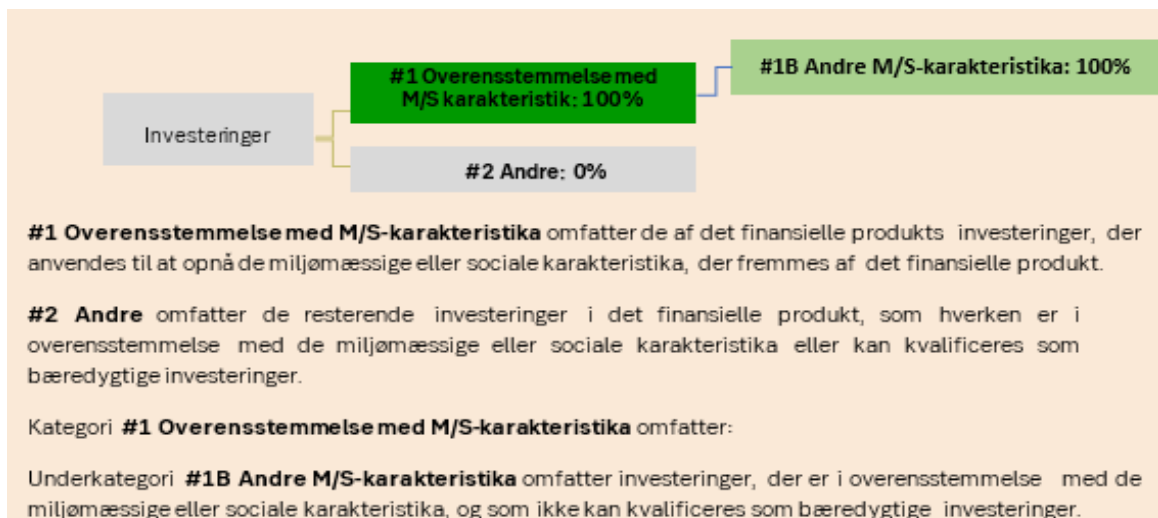 #1B Andre M/S-karakteristika: 100%
#1 Overensstemmelse med
M/S karakteristik: 100%
Investeringer
#2 Andre: 0%
#1 Overensstemmelse med M/S-karakteristika omfatter de af det finansielle produkts investeringer, der
anvendes til at opnå de miljømæssige eller sociale karakteristika, der fremmes af det finansielle produkt.
#2 Andre omfatter de resterende investeringer i det finansielle produkt, som hverken er i
overensstemmelse med de miljømæssige eller sociale karakteristika eller kan kvalificeres som
bæredygtige investeringer.
Kategori #1 Overensstemmelse med M/S-karakteristika omfatter:
Underkategori #1B Andre M/S-karakteristika omfatter investeringer, der er i overensstemmelse med de
miljømæssige eller sociale karakteristika, og som ikke kan kvalificeres som bæredygtige investeringer.